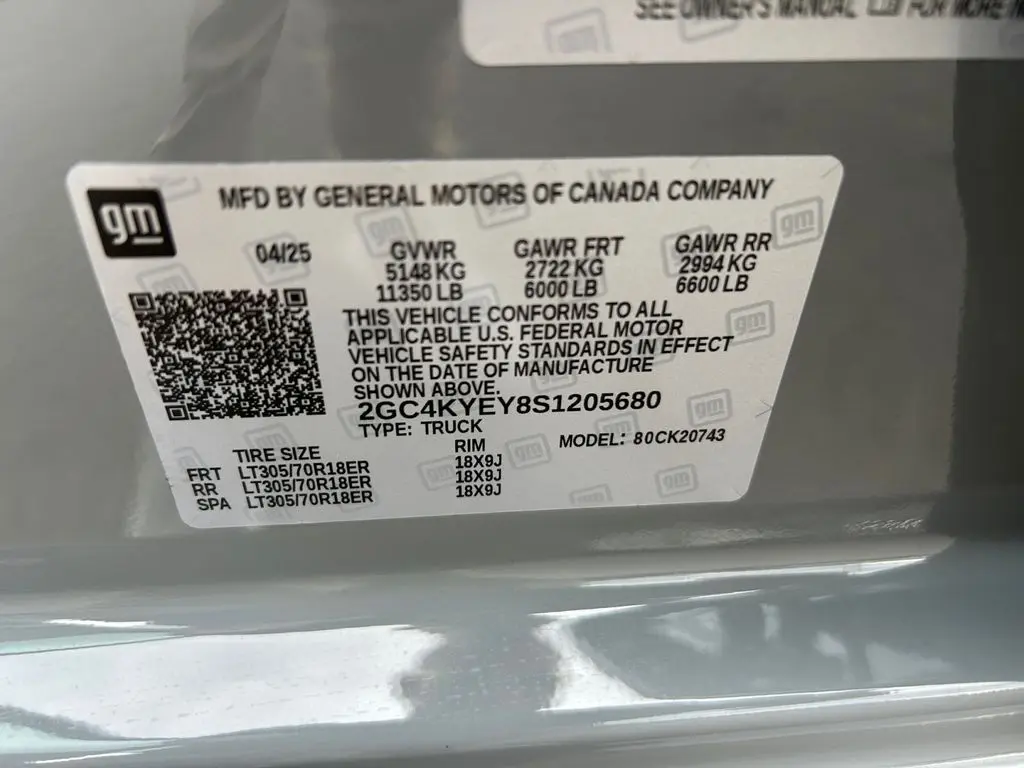 SEE OWNER'S MANUAL FOR MORE
gm
MFD BY GENERAL MOTORS OF CANADA COMPANY
04/25 GVWR GAWR FRT GAWR RR
5148 KG 2722 KG 2994 KG
11350 LB 6000 LB 6600 LB
THIS VEHICLE CONFORMS TO ALL
APPLICABLE U.S. FEDERAL MOTOR
VEHICLE SAFETY STANDARDS IN EFFECT
ON THE DATE OF MANUFACTURE
SHOWN ABOVE.
2GC4KYEY8S1205680
TYPE: TRUCK MODEL: 80CK20743
TIRE SIZE RIM
FRT LT305/70R18ER 18X9J
RR LT305/70R18ER 18X9J
SPA LT305/70R18ER 18X9J